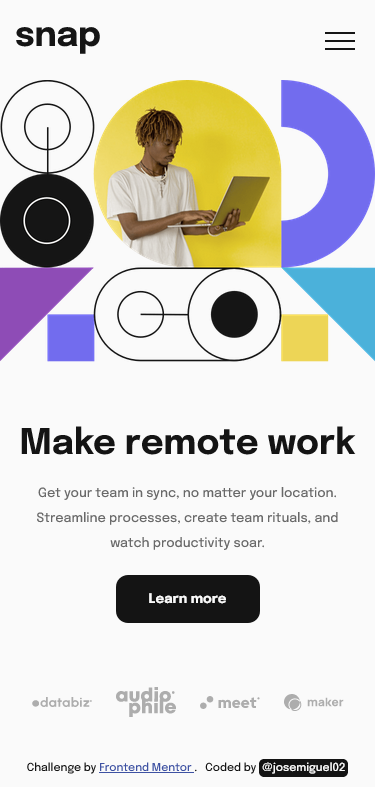 snap
Make remote work
Get your team in sync, no matter your location.
Streamline processes, create team rituals, and
watch productivity soar.
Learn more
databiz
audiophile
meet
maker
Challenge by Frontend Mentor . Coded by @josemiguel02